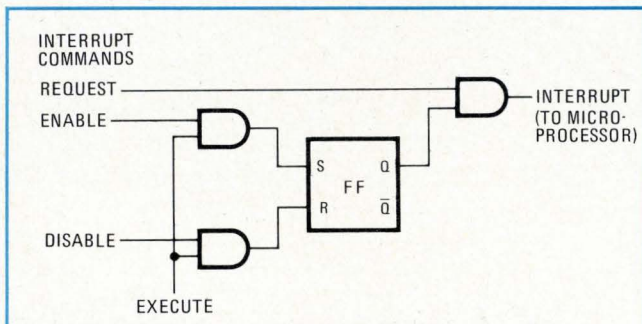 INTERRUPT
COMMANDS
REQUEST
ENABLE
DISABLE
EXECUTE
S
R
FF
Q
Q̅
INTERRUPT
(TO MICRO-
PROCESSOR)